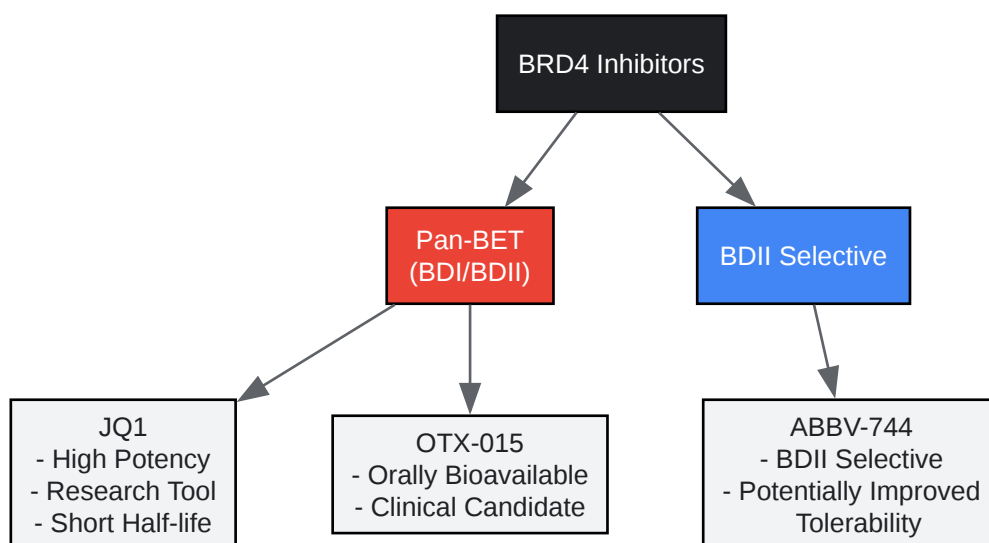 BRD4 Inhibitors
Pan-BET
(BDI/BDII)
BDII Selective
JQ1
- High Potency
- Research Tool
- Short Half-life
OTX-015
- Orally Bioavailable
- Clinical Candidate
ABBV-744
- BDII Selective
- Potentially Improved
Tolerability